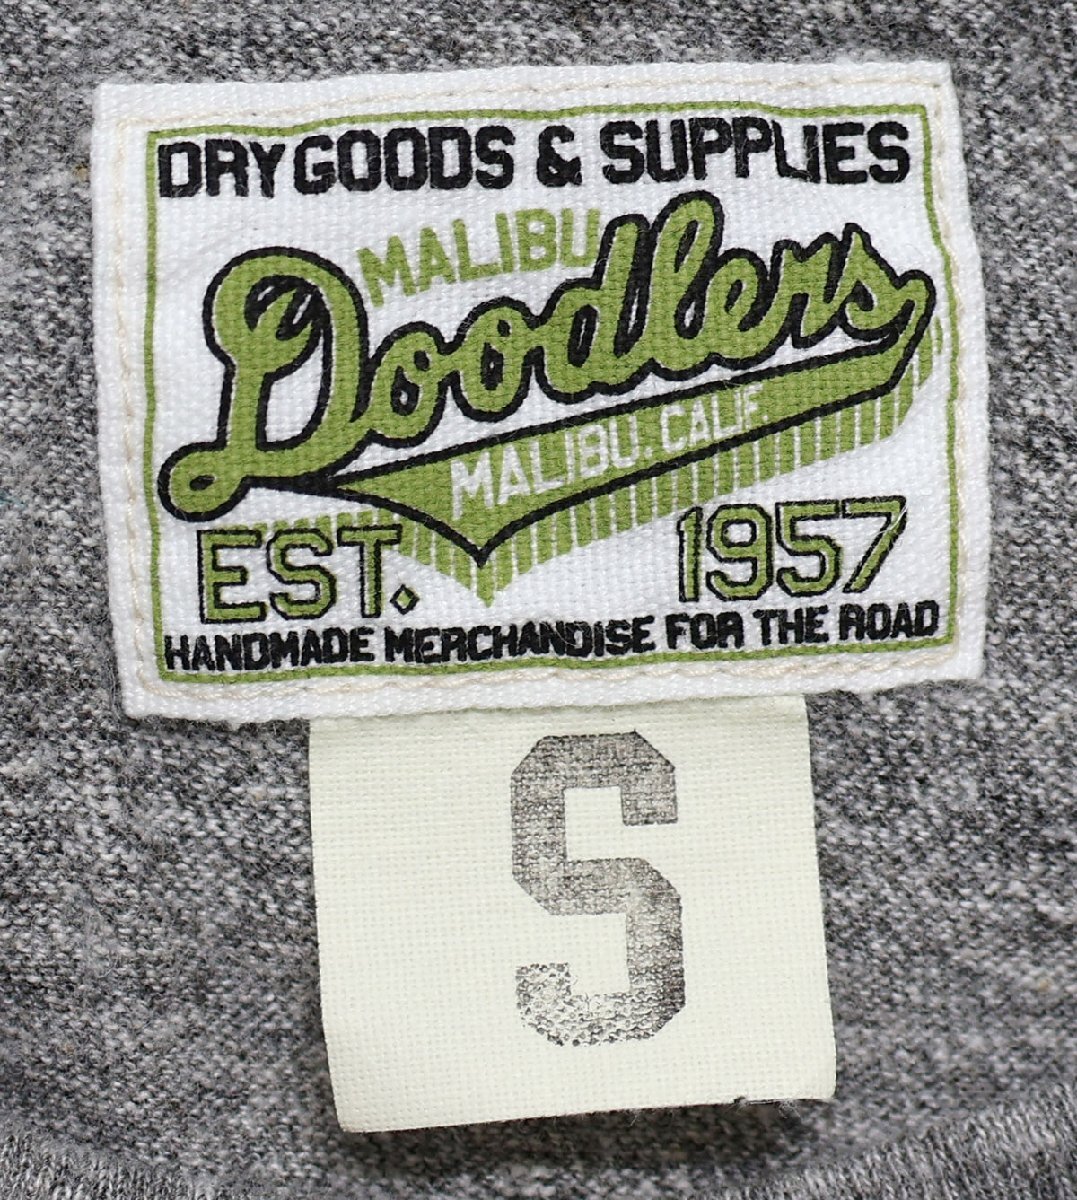 DRY GOODS & SUPPLIES
MALIBU
Doodlers
MALIBU. CALIF.
EST. 1957
HANDMADE MERCHANDISE FOR THE ROAD
S